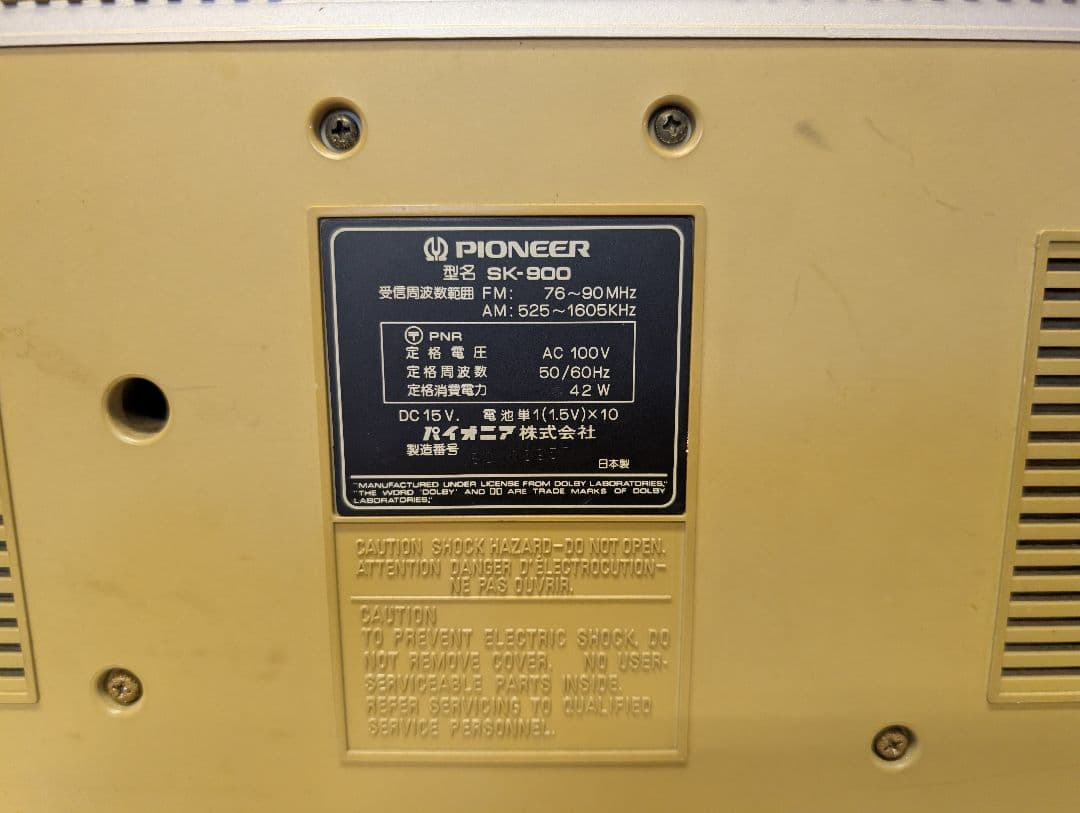 PIONEER
型名 SK-900
受信周波数範囲 FM: 76~90MHz
AM: 525~1605KHz
〒 PNR
定格電圧 AC 100V
定格周波数 50/60Hz
定格消費電力 42 W
DC 15V. 電池単1(1.5V)×10
パイオニア株式会社
製造番号
日本製
"MANUFACTURED UNDER LICENSE FROM DOLBY LABORATORIES,"
"THE WORD 'DOLBY' AND DD ARE TRADE MARKS OF DOLBY
LABORATORIES."
CAUTION SHOCK HAZARD-DO NOT OPEN.
ATTENTION DANGER D'ÉLECTROCUTION-
NE PAS OUVRIR.
CAUTION
TO PREVENT ELECTRIC SHOCK, DO
NOT REMOVE COVER. NO USER-
SERVICEABLE PARTS INSIDE.
REFER SERVICING TO QUALIFIED
SERVICE PERSONNEL.